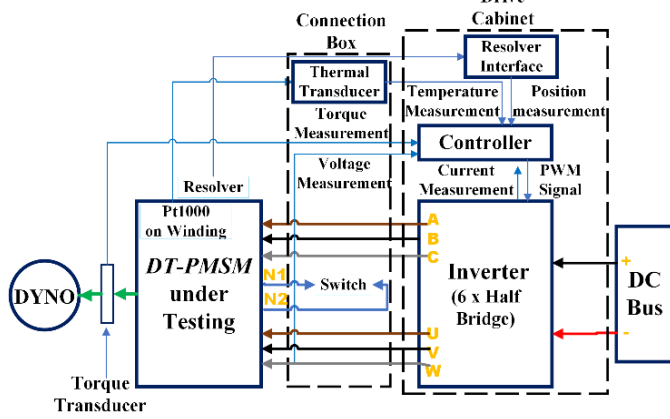 Drive
Cabinet
Connection
Box
Resolver
Interface
Thermal
Transducer
Temperature
Measurement
Position
measurement
Torque
Measurement
Controller
Voltage
Measurement
Current
Measurement
PWM
Signal
Resolver
Pt1000
on Winding
DT-PMSM
under
Testing
A
B
C
N1
N2
Switch
U
V
W
Inverter
(6 x Half
Bridge)
+
-
DC
Bus
DYNO
Torque
Transducer